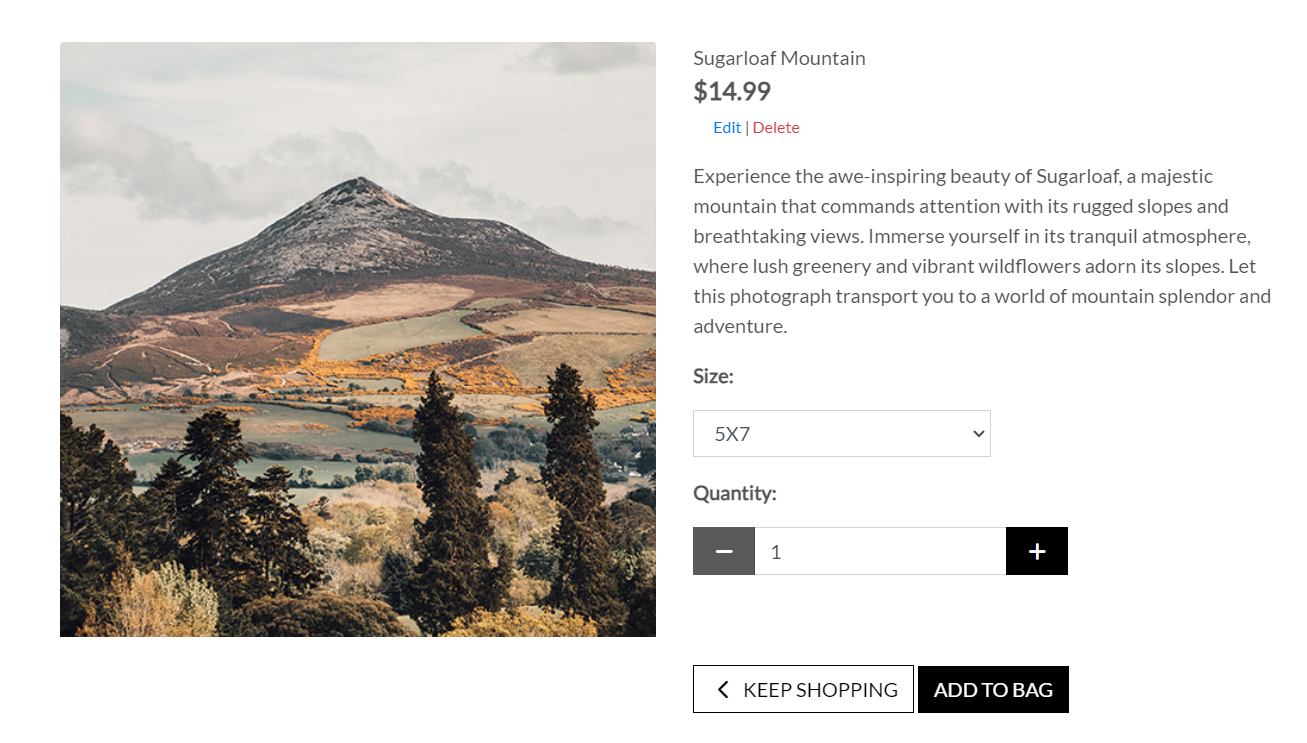 Sugarloaf Mountain
$14.99
Edit | Delete
Experience the awe-inspiring beauty of Sugarloaf, a majestic
mountain that commands attention with its rugged slopes and
breathtaking views. Immerse yourself in its tranquil atmosphere,
where lush greenery and vibrant wildflowers adorn its slopes. Let
this photograph transport you to a world of mountain splendor and
adventure.
Size:
5X7
Quantity:
1
KEEP SHOPPING ADD TO BAG